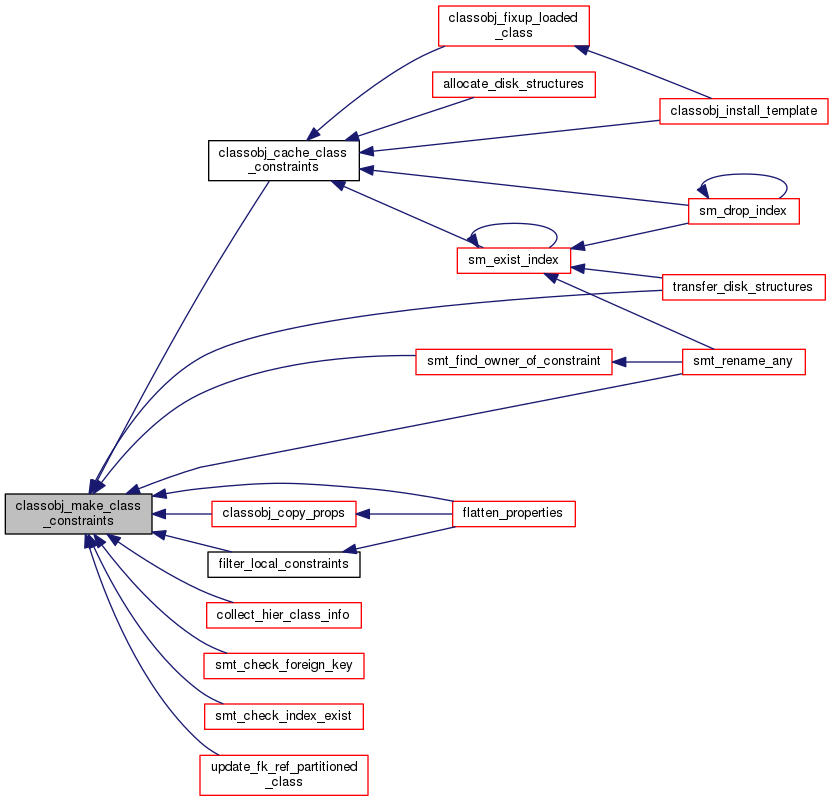 classobj_fixup_loaded
_class
allocate_disk_structures
classobj_install_template
classobj_cache_class
_constraints
sm_drop_index
sm_exist_index
transfer_disk_structures
smt_find_owner_of_constraint
smt_rename_any
classobj_make_class
_constraints
classobj_copy_props
flatten_properties
filter_local_constraints
collect_hier_class_info
smt_check_foreign_key
smt_check_index_exist
update_fk_ref_partitioned
_class